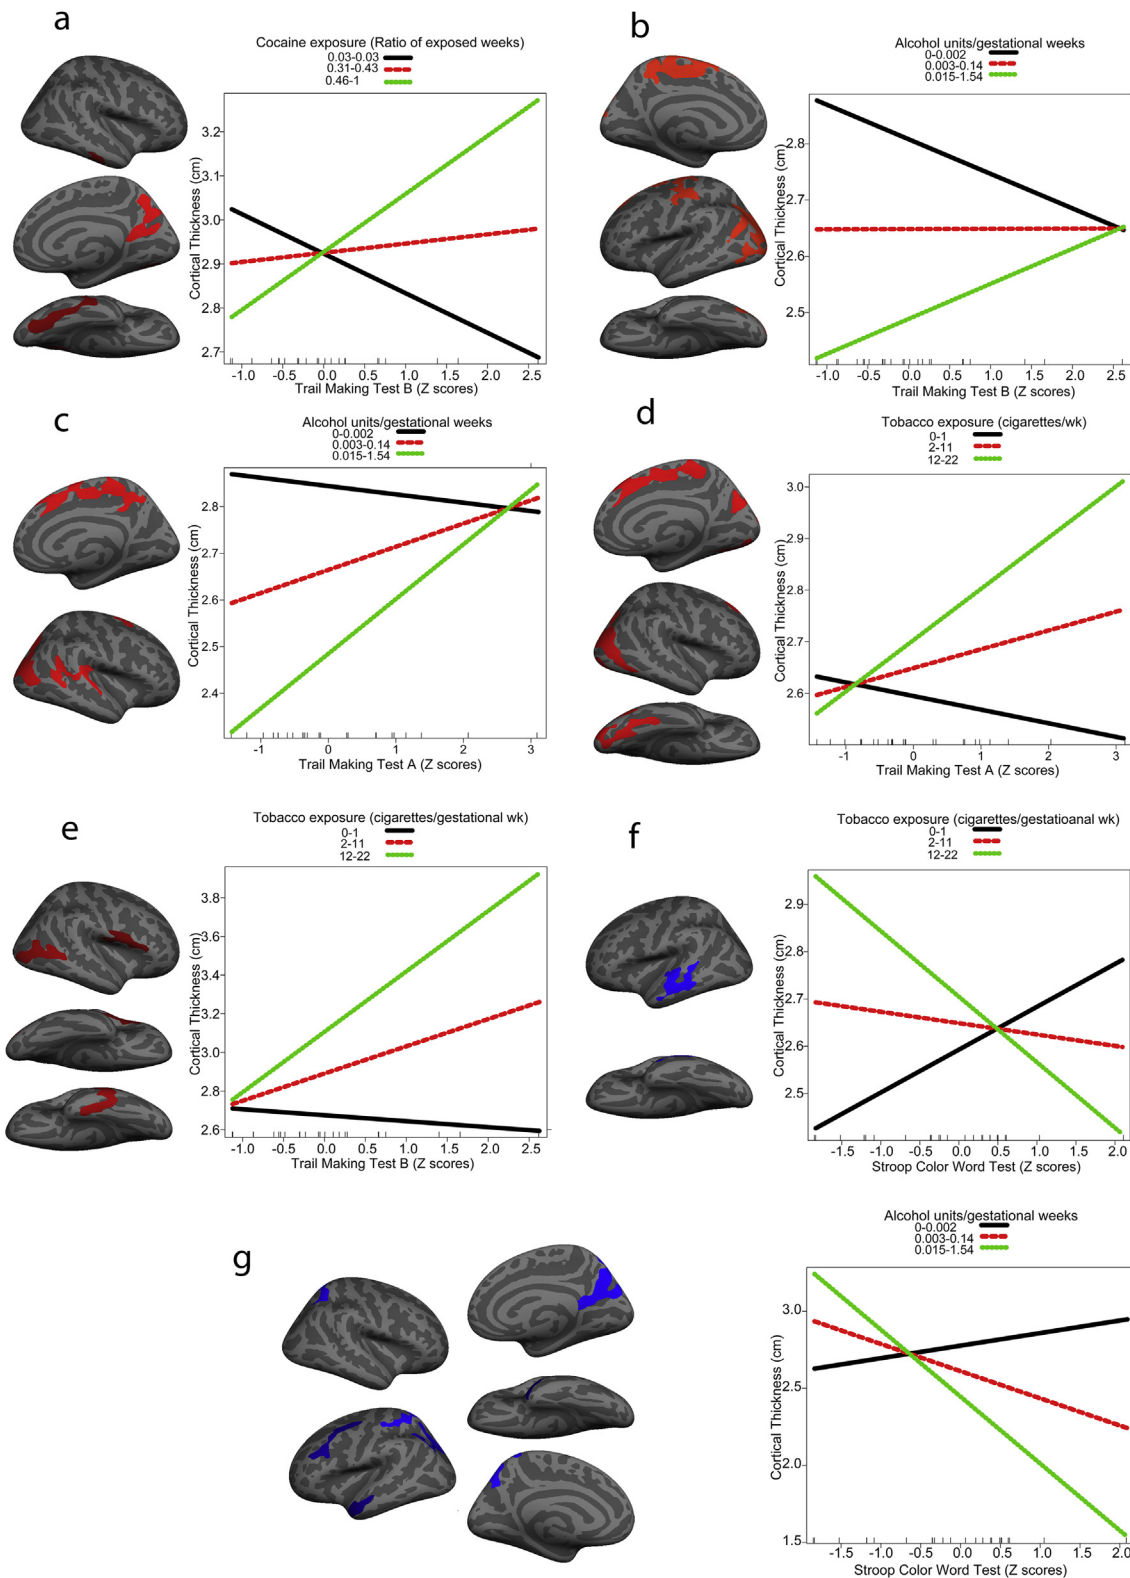 a
Cocaine exposure (Ratio of exposed weeks)
0.03-0.03
0.31-0.43
0.46-1
Cortical Thickness (cm)
3.2
3.1
3.0
2.9
2.8
2.7
-1.0 -0.5 0.0 0.5 1.0 1.5 2.0 2.5
Trail Making Test B (Z scores)
b
Alcohol units/gestational weeks
0-0.002
0.003-0.14
0.015-1.54
Cortical Thickness (cm)
2.8
2.7
2.6
2.5
-1.0 -0.5 0.0 0.5 1.0 1.5 2.0 2.5
Trail Making Test B (Z scores)
c
Alcohol units/gestational weeks
0-0.002
0.003-0.14
0.015-1.54
Cortical Thickness (cm)
2.8
2.7
2.6
2.5
2.4
-1 0 1 2 3
Trail Making Test A (Z scores)
d
Tobacco exposure (cigarettes/wk)
0-1
2-11
12-22
Cortical Thickness (cm)
3.0
2.9
2.8
2.7
2.6
-1 0 1 2 3
Trail Making Test A (Z scores)
e
Tobacco exposure (cigarettes/gestational wk)
0-1
2-11
12-22
Cortical Thickness (cm)
3.8
3.6
3.4
3.2
3.0
2.8
2.6
-1.0 -0.5 0.0 0.5 1.0 1.5 2.0 2.5
Trail Making Test B (Z scores)
f
Tobacco exposure (cigarettes/gestioanal wk)
0-1
2-11
12-22
Cortical Thickness (cm)
2.9
2.8
2.7
2.6
2.5
-1.5 -1.0 -0.5 0.0 0.5 1.0 1.5 2.0
Stroop Color Word Test (Z scores)
g
Alcohol units/gestational weeks
0-0.002
0.003-0.14
0.015-1.54
Cortical Thickness (cm)
3.0
2.5
2.0
1.5
-1.5 -1.0 -0.5 0.0 0.5 1.0 1.5 2.0
Stroop Color Word Test (Z scores)